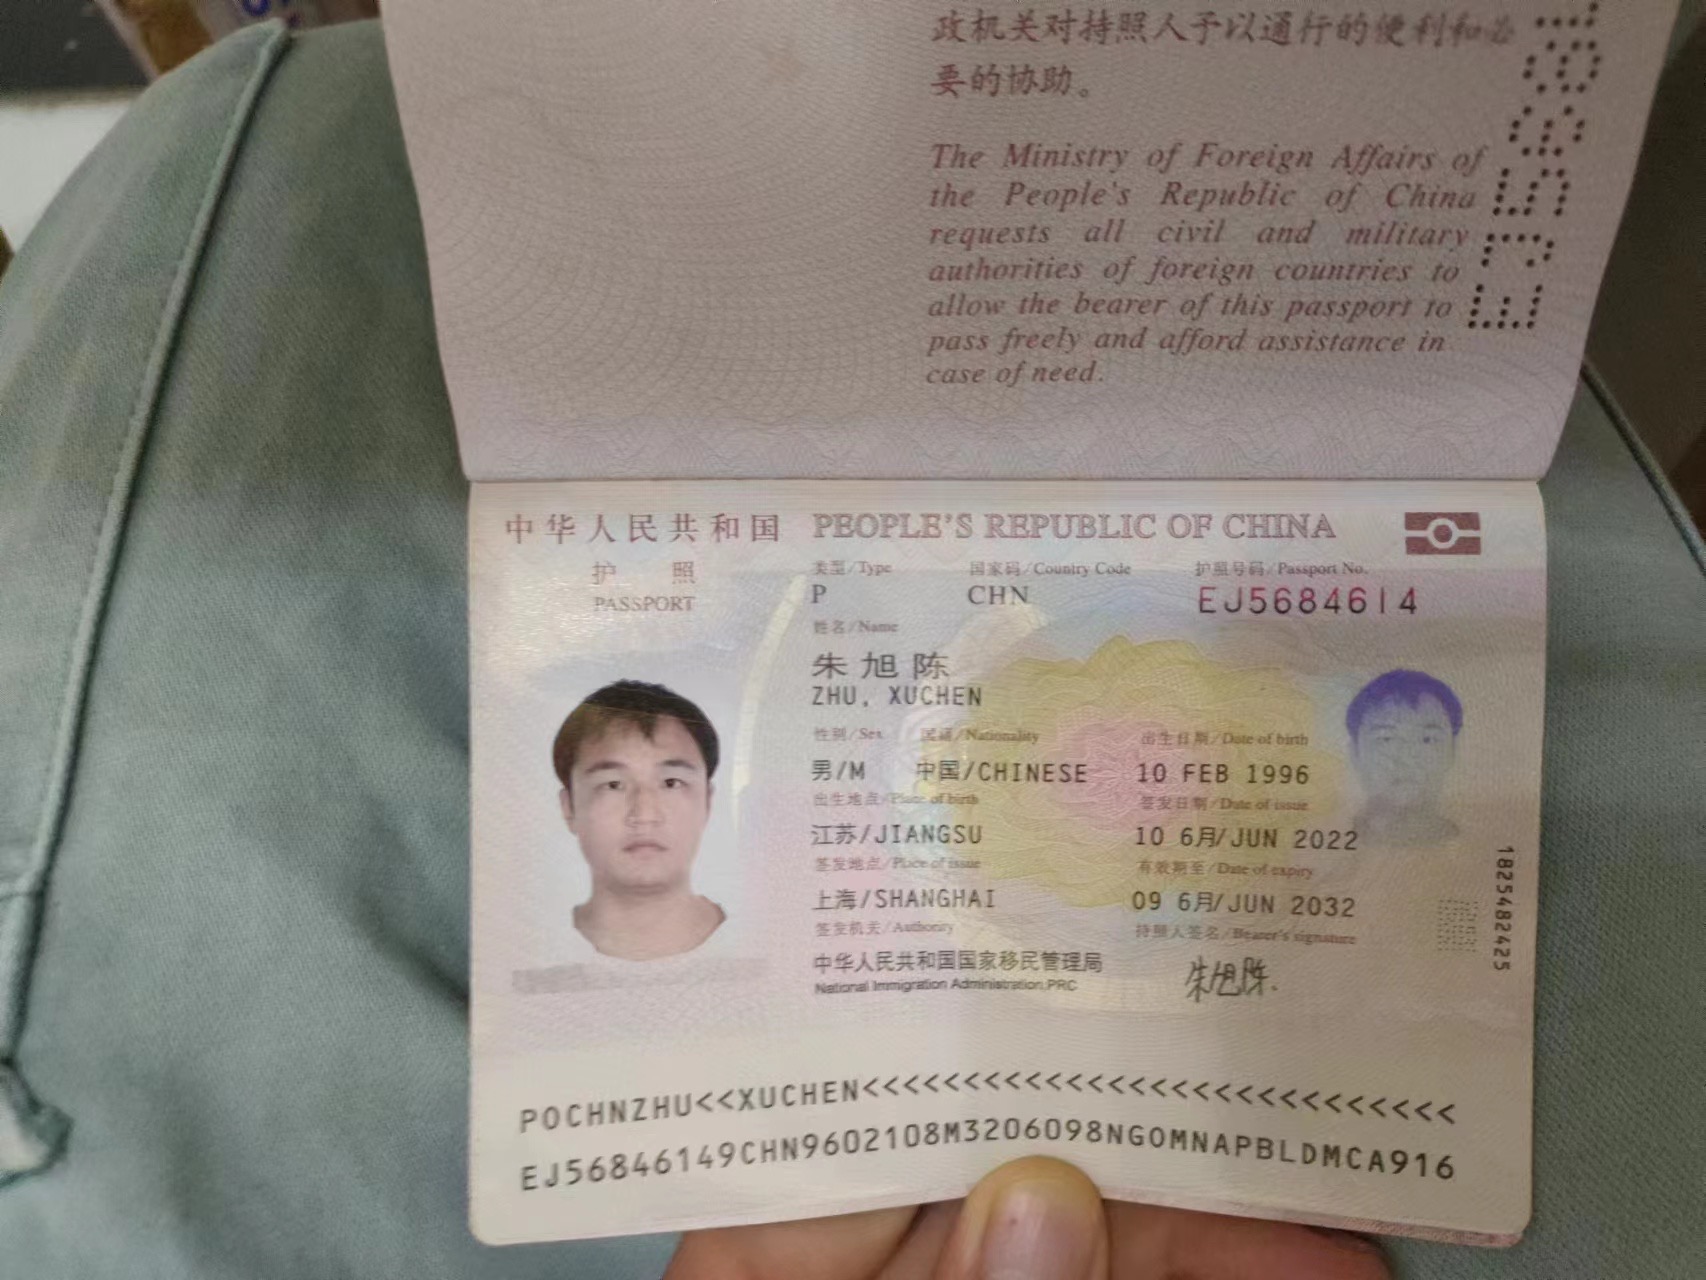 政机关对持照人予以通行的便利和必
要的协助。
The Ministry of Foreign Affairs of
the People's Republic of China
requests all civil and military
authorities of foreign countries to
allow the bearer of this passport to
pass freely and afford assistance in
case of need.
中华人民共和国 PEOPLE'S REPUBLIC OF CHINA
护 照 类型/Type 国家码/Country Code 护照号码/Passport No.
PASSPORT P CHN EJ5684614
姓名/Name
朱旭陈
ZHU, XUCHEN
性别/Sex 国籍/Nationality 出生日期/Date of birth
男/M 中国/CHINESE 10 FEB 1996
出生地点/Place of birth 签发日期/Date of issue
江苏/JIANGSU 10 6月/JUN 2022
签发地点/Place of issue 有效期至/Date of expiry
上海/SHANGHAI 09 6月/JUN 2032
签发机关/Authority 持照人签名/Bearer's signature
中华人民共和国国家移民管理局 朱旭陈
National Immigration Administration,PRC
1825482425
POCHNZHU<<XUCHEN<<<<<<<<<<<<<<<<<<<<<<<<<<<<
EJ56846149CHN9602108M3206098NGOMNAPBLDMCA916